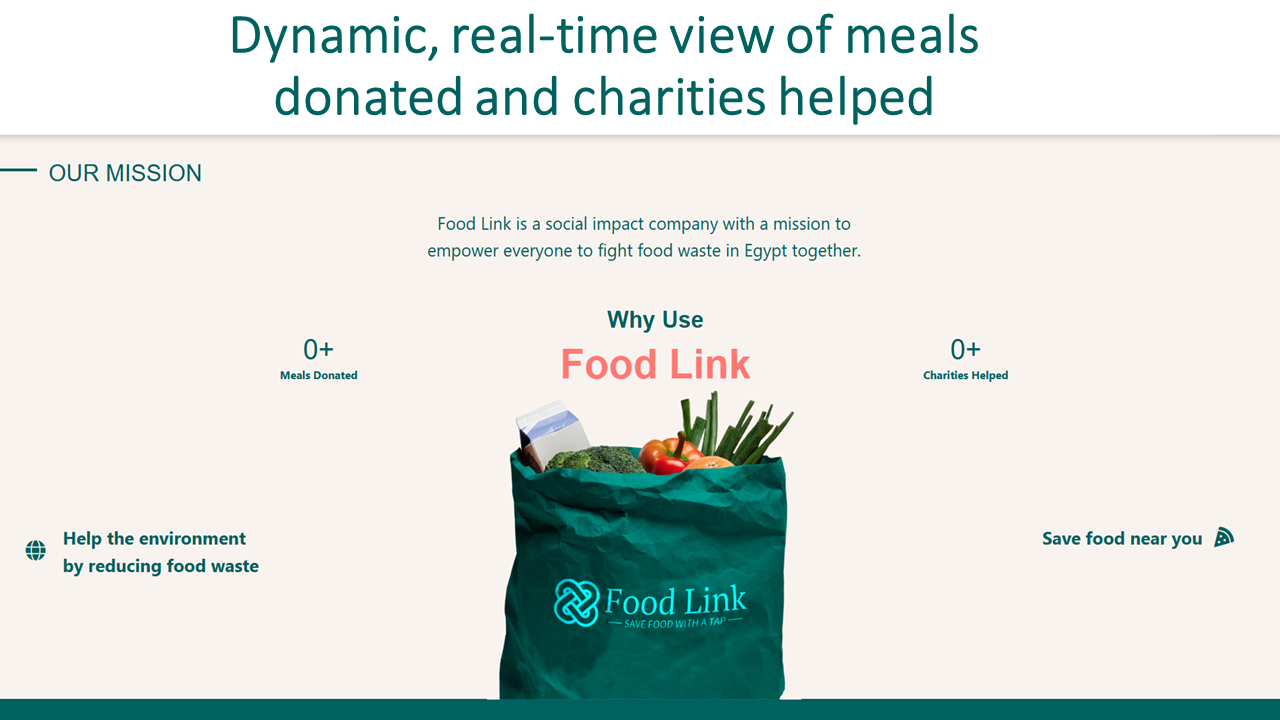 Dynamic, real-time view of meals
donated and charities helped
OUR MISSION
Food Link is a social impact company with a mission to
empower everyone to fight food waste in Egypt together.
Why Use
Food Link
0+
Meals Donated
0+
Charities Helped
Help the environment
by reducing food waste
Save food near you
Food Link
SAVE FOOD WITH A TAP